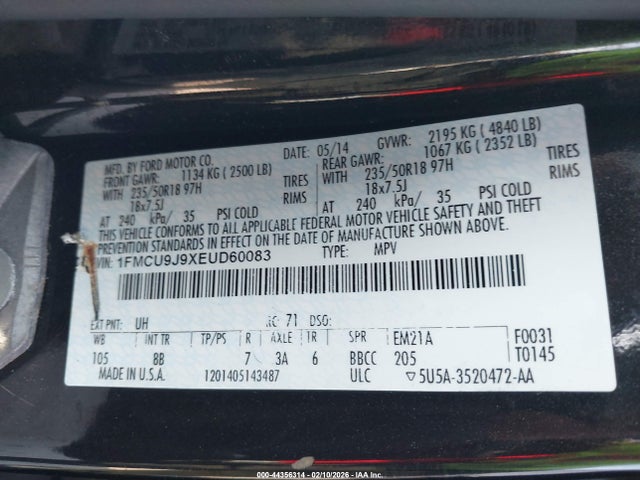 MFD. BY FORD MOTOR CO. DATE: 05/14 GVWR: 2195 KG ( 4840 LB)
FRONT GAWR: 1134 KG ( 2500 LB) REAR GAWR: 1067 KG ( 2352 LB)
WITH 235/50R18 97H TIRES WITH 235/50R18 97H TIRES
18x7.5J RIMS 18x7.5J RIMS
AT 240 kPa/ 35 PSI COLD AT 240 kPa/ 35 PSI COLD
THIS VEHICLE CONFORMS TO ALL APPLICABLE FEDERAL MOTOR VEHICLE SAFETY AND THEFT
PREVENTION STANDARDS IN EFFECT ON THE DATE OF MANUFACTURE SHOWN ABOVE.
VIN: 1FMCU9J9XEUD60083 TYPE: MPV
EXT PNT: UH RC: 71 DSO:
WB INT TR TP/PS R AXLE TR SPR EM21A F0031
105 8B 7 3A 6 BBCC 205 T0145
MADE IN U.S.A. 1201405143487 ULC ▽5U5A-3520472-AA
000-44356314 - 02/10/2026 - IAA Inc.